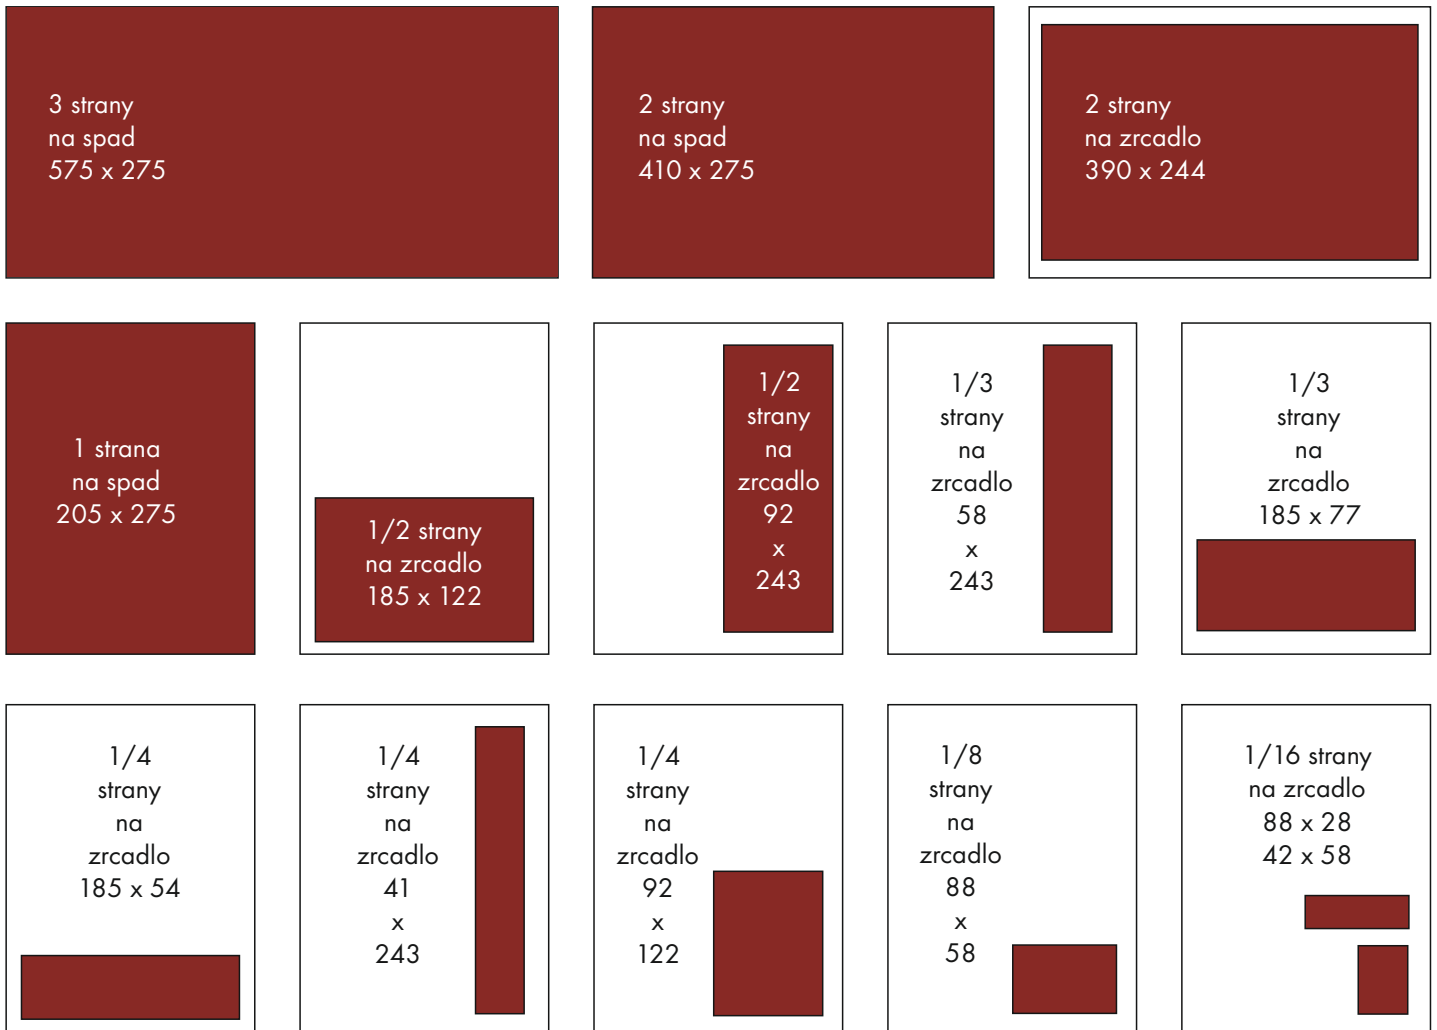 3 strany
na spad
575 x 275
2 strany
na spad
410 x 275
2 strany
na zrcadlo
390 x 244
1 strana
na spad
205 x 275
1/2 strany
na zrcadlo
185 x 122
1/2
strany
na
zrcadlo
92
x
243
1/3
strany
na
zrcadlo
58
x
243
1/3
strany
na
zrcadlo
185 x 77
1/4
strany
na
zrcadlo
185 x 54
1/4
strany
na
zrcadlo
41
x
243
1/4
strany
na
zrcadlo
92
x
122
1/8
strany
na
zrcadlo
88
x
58
1/16 strany
na zrcadlo
88 x 28
42 x 58